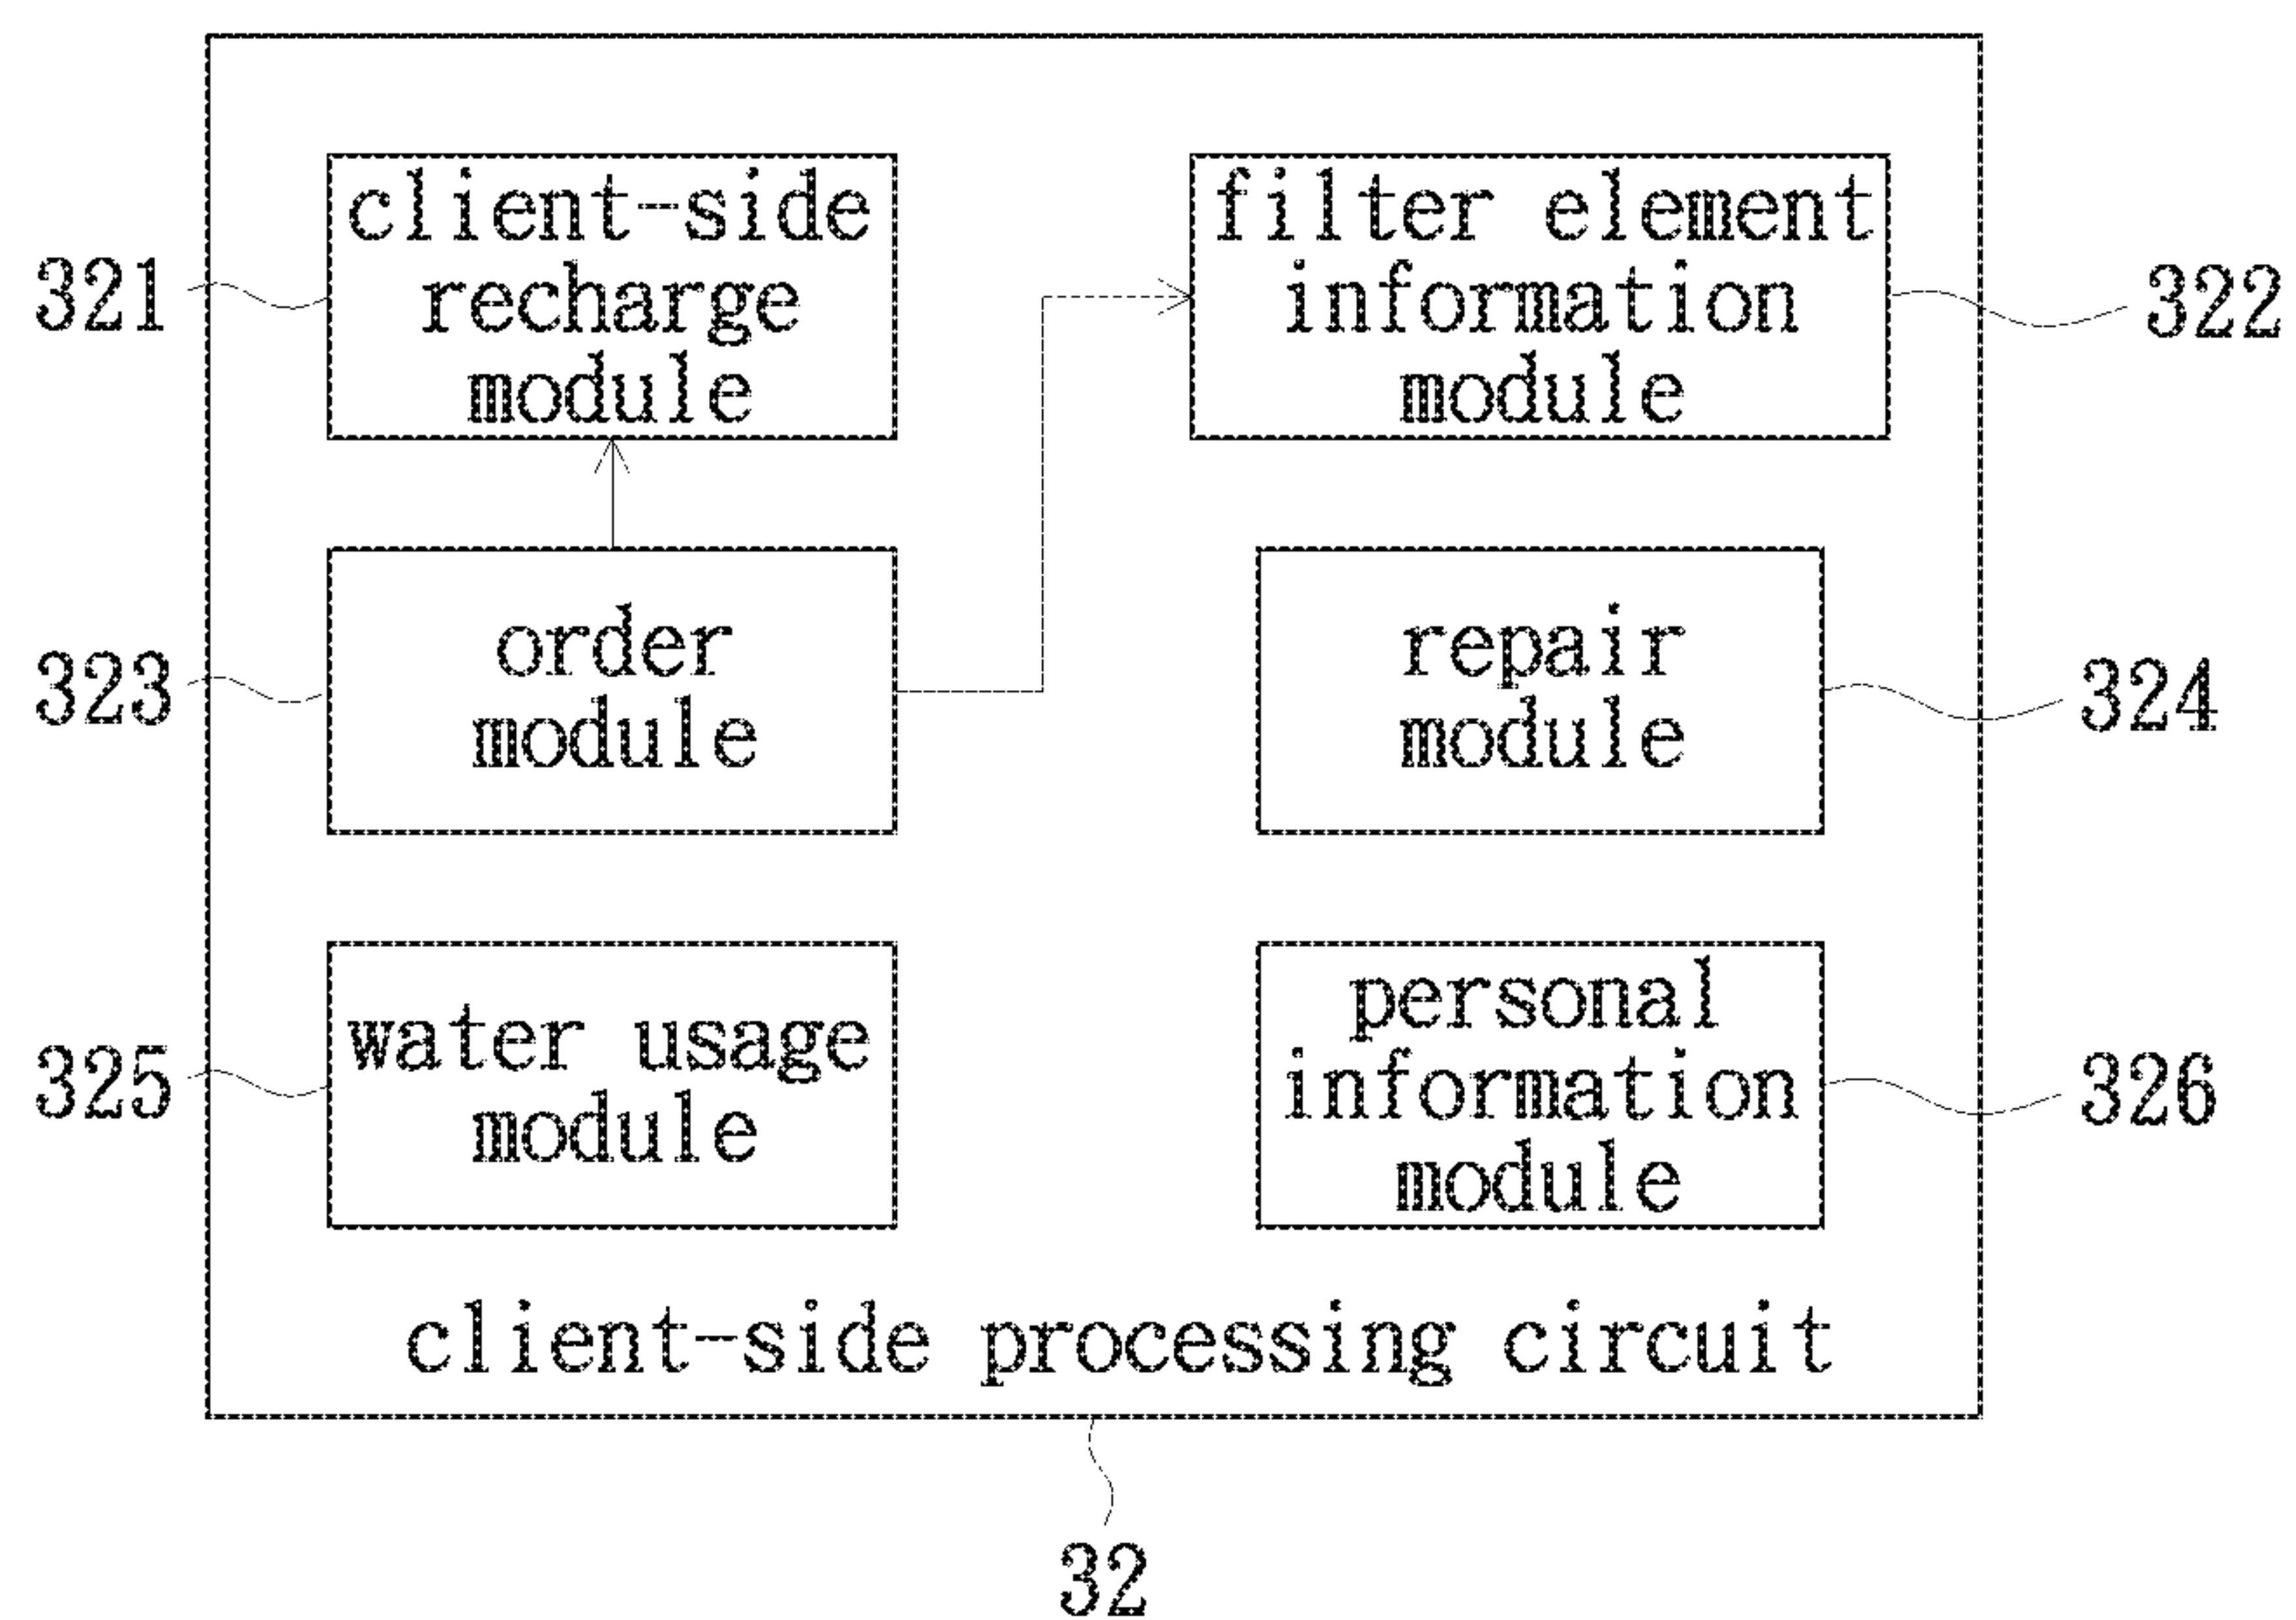 client-side
recharge
module
filter element
information
module
321
322
order
module
repair
module
323
324
water usage
module
personal
information
module
325
326
client-side processing circuit
32